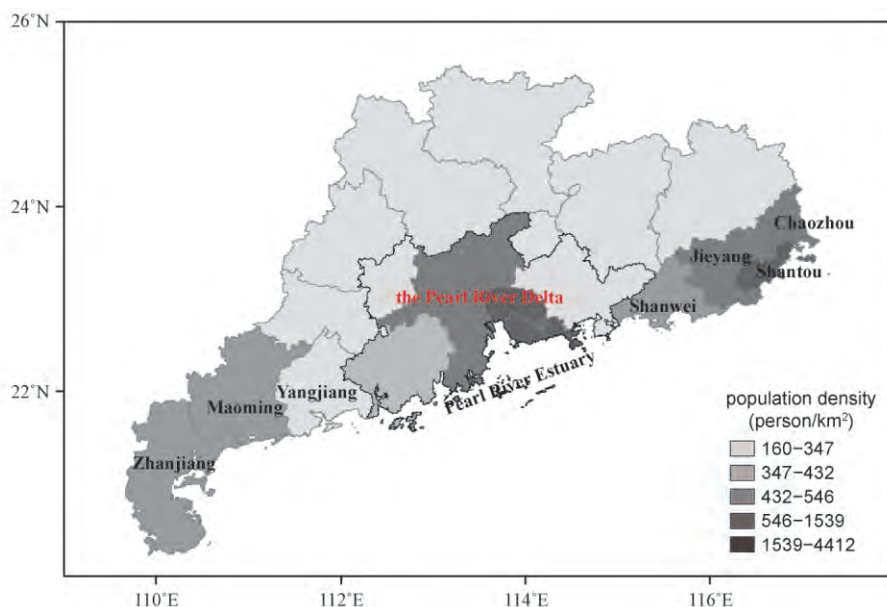 26°N
24°N
22°N
Chaozhou
Jieyang
Shantou
the Pearl River Delta
Shanwei
Pearl River Estuary
Yangjiang
Maoming
Zhanjiang
population density
(person/km²)
160−347
347−432
432−546
546−1539
1539−4412
110°E
112°E
114°E
116°E